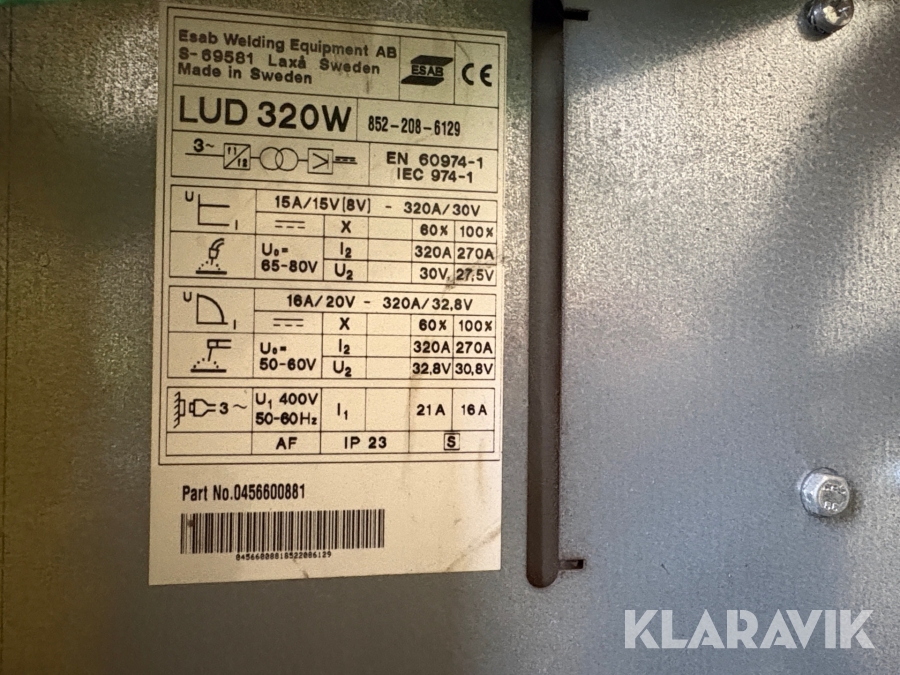 Esab Welding Equipment AB
S-69581 Laxå Sweden
Made in Sweden
ESAB
CE
LUD 320W 852-208-6129
3~ EN 60974-1
IEC 974-1
U 15A/15V(8V) - 320A/30V
I X 60% 100%
U₀= I₂ 320A 270A
65-80V U₂ 30V 27,5V
U 16A/20V - 320A/32,8V
I X 60% 100%
U₀= I₂ 320A 270A
50-60V U₂ 32,8V 30,8V
3~ U₁ 400V I₁ 21A 16A
50-60Hz
AF IP 23 S
Part No.0456600881
04566008818522086129
KLARAVIK